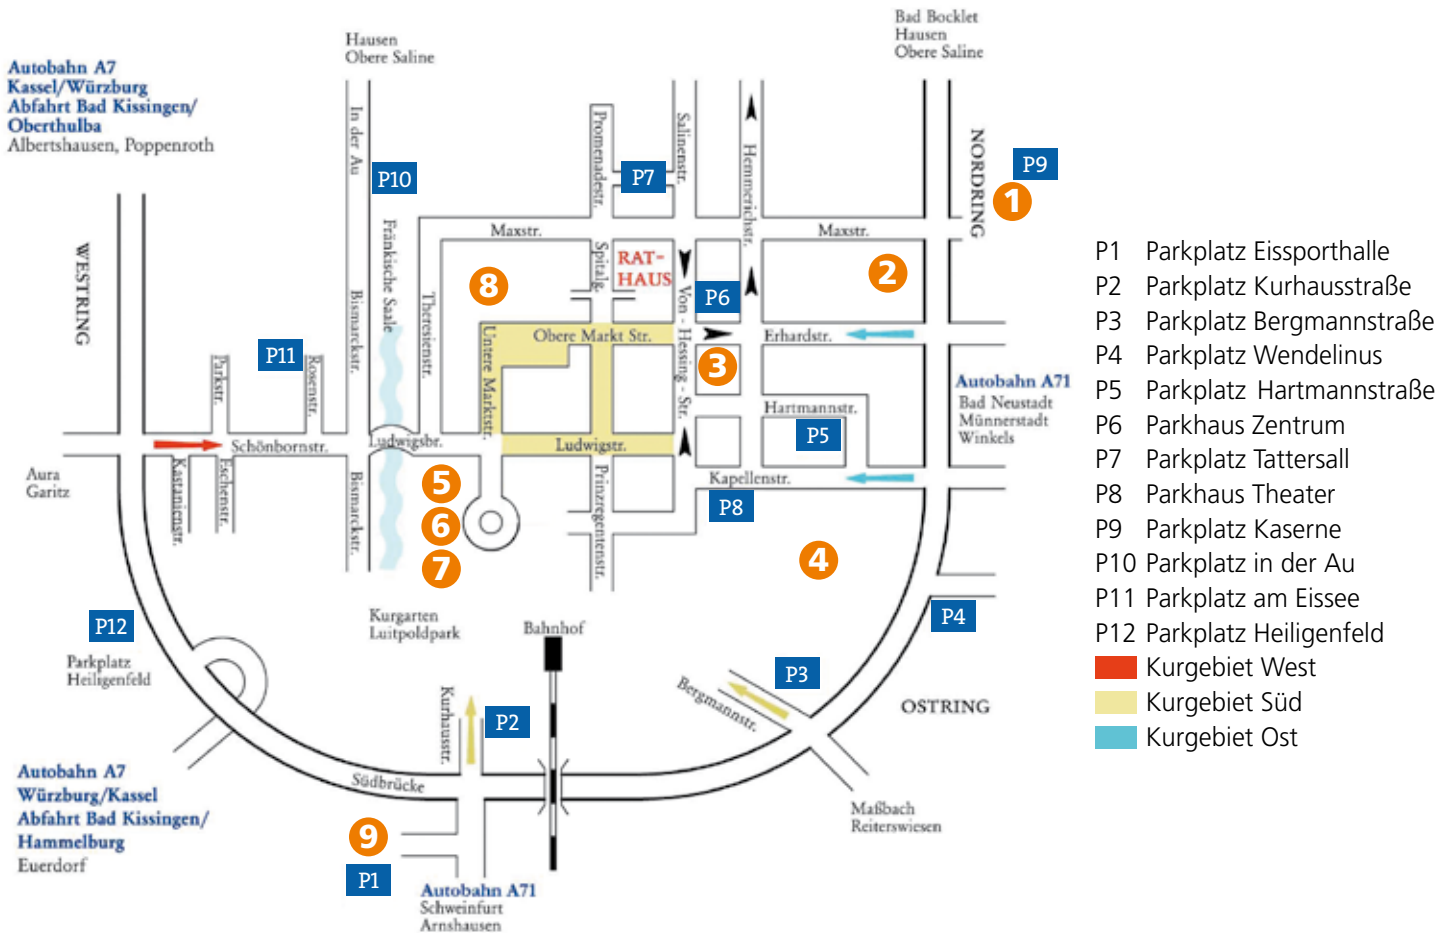 Bad Bocklet
Hausen
Obere Saline
Hausen
Obere Saline
Autobahn A7
Kassel/Würzburg
Abfahrt Bad Kissingen/
Oberthulba
Albertshausen, Poppenroth
In der Au
P10
Promenadestr.
P7
Salinenstr.
Hemmerichstr.
NORDRING
P9
1
WESTRING
Fränkische Saale
Maxstr.
Maxstr.
Spitalg.
RAT-
HAUS
2
8
P6
Von - Hessing - Str.
Bismarckstr.
Theresienstr.
Untere Marktstr.
Obere Markt Str.
Erhardstr.
P11
Parkstr.
Rosenstr.
3
Autobahn A71
Bad Neustadt
Münnerstadt
Winkels
Hartmannstr.
P5
Schönbornstr.
Ludwigsbr.
Ludwigstr.
Aura
Garitz
Kastanienstr.
Eschenstr.
Bismarckstr.
5
6
7
Prinzregentenstr.
Kapellenstr.
P8
4
Kurgarten
Luitpoldpark
Bahnhof
P12
Parkplatz
Heiligenfeld
P4
P3
Bergmannstr.
OSTRING
Kurhausstr.
P2
Südbrücke
Autobahn A7
Würzburg/Kassel
Abfahrt Bad Kissingen/
Hammelburg
Euerdorf
Maßbach
Reiterswiesen
9
P1
Autobahn A71
Schweinfurt
Arnshausen
P1 Parkplatz Eissporthalle
P2 Parkplatz Kurhausstraße
P3 Parkplatz Bergmannstraße
P4 Parkplatz Wendelinus
P5 Parkplatz Hartmannstraße
P6 Parkhaus Zentrum
P7 Parkplatz Tattersall
P8 Parkhaus Theater
P9 Parkplatz Kaserne
P10 Parkplatz in der Au
P11 Parkplatz am Eissee
P12 Parkplatz Heiligenfeld
Kurgebiet West
Kurgebiet Süd
Kurgebiet Ost